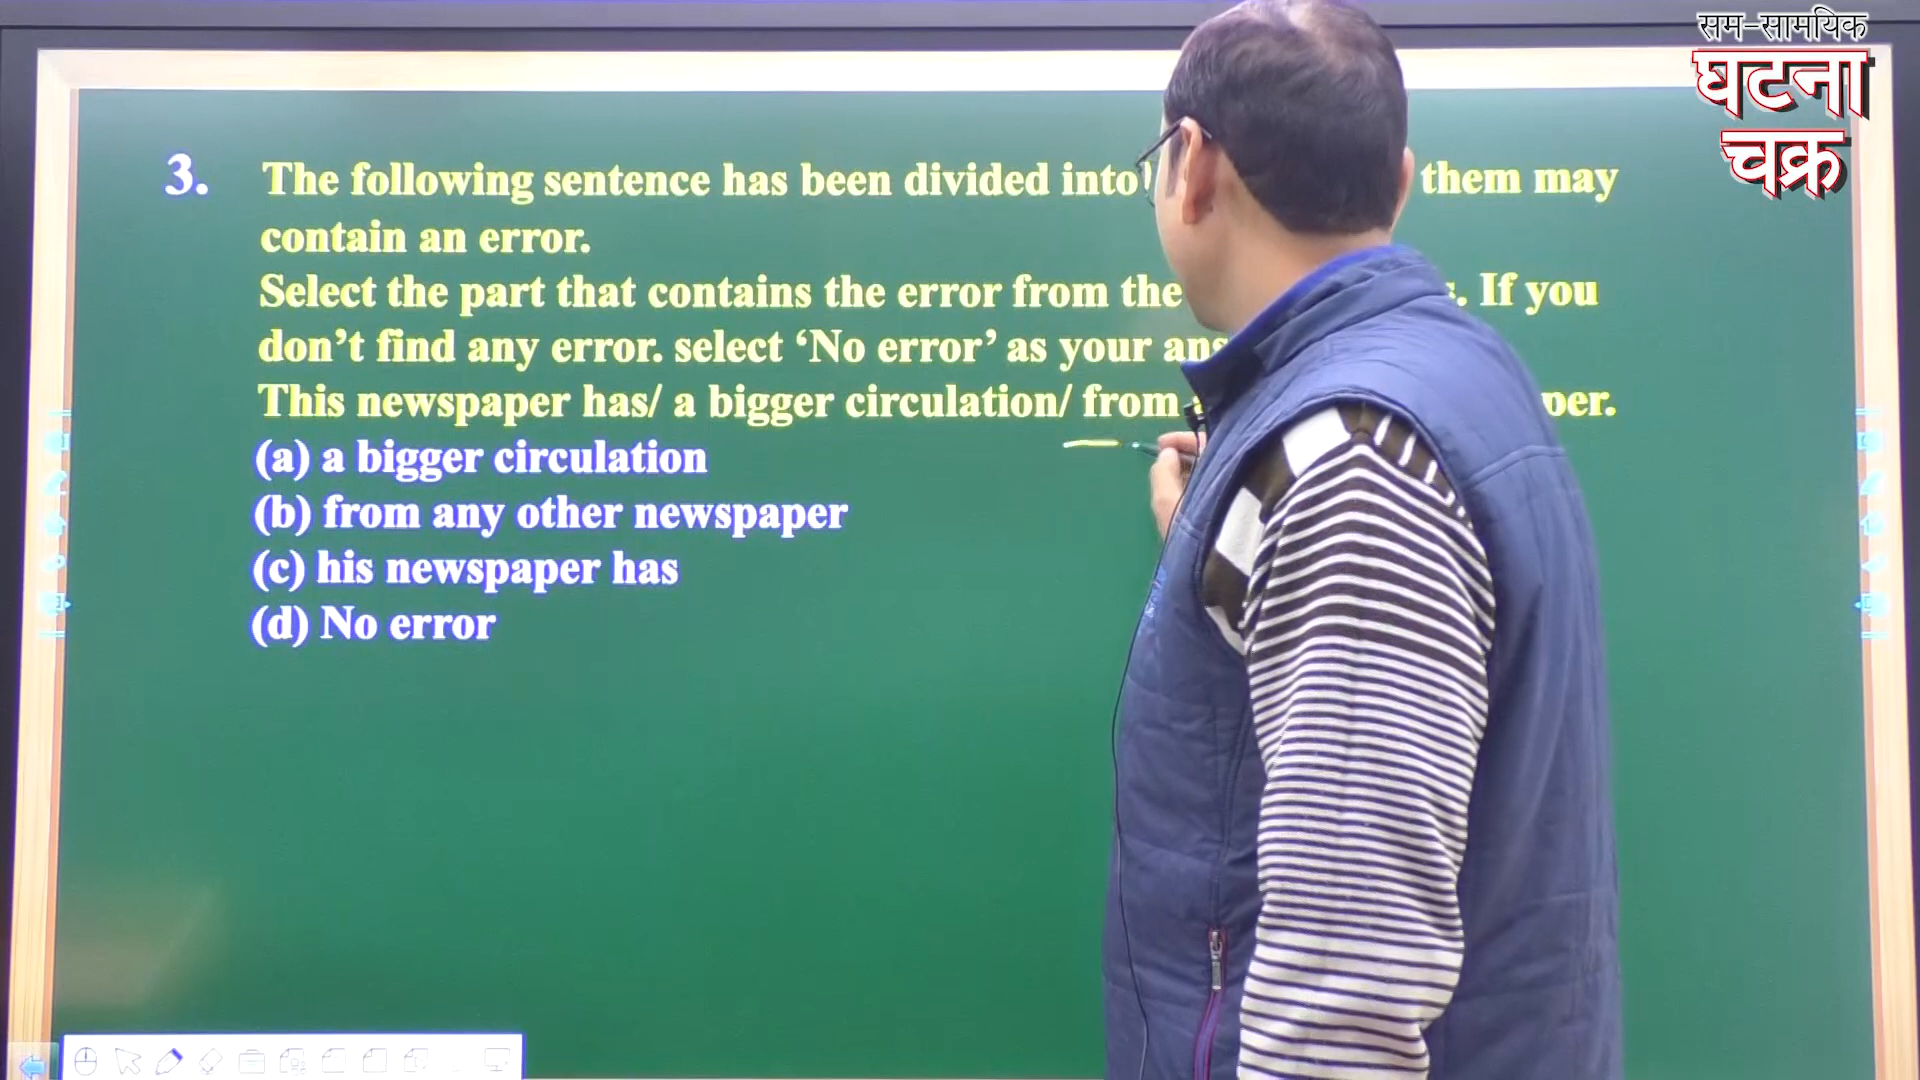 सम-सामयिक
घटना
चक्र
3. The following sentence has been divided into them may
contain an error.
Select the part that contains the error from the If you
don't find any error. select 'No error' as your
This newspaper has/ a bigger circulation/ from
(a) a bigger circulation
(b) from any other newspaper
(c) his newspaper has
(d) No error